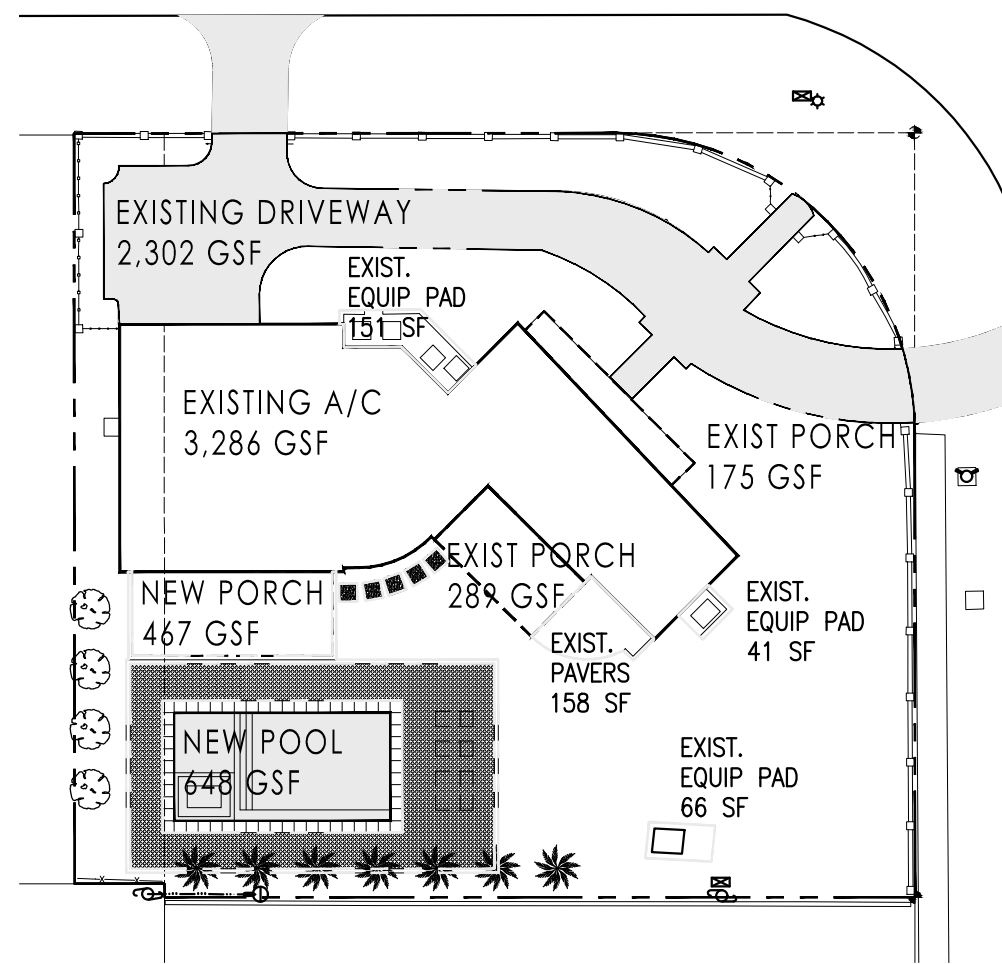 EXISTING DRIVEWAY
2,302 GSF
EXIST.
EQUIP PAD
151 SF
EXISTING A/C
3,286 GSF
EXIST PORCH
175 GSF
EXIST PORCH
289 GSF
NEW PORCH
467 GSF
EXIST.
EQUIP PAD
41 SF
EXIST.
PAVERS
158 SF
NEW POOL
648 GSF
EXIST.
EQUIP PAD
66 SF